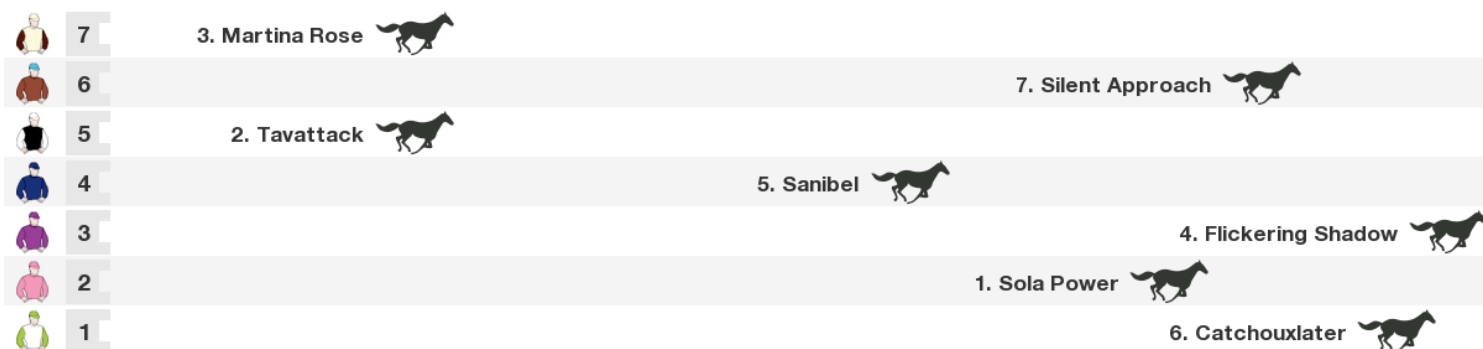 7 3. Martina Rose
6 7. Silent Approach
5 2. Tavattack
4 5. Sanibel
3 4. Flickering Shadow
2 1. Sola Power
1 6. Catchouxlater